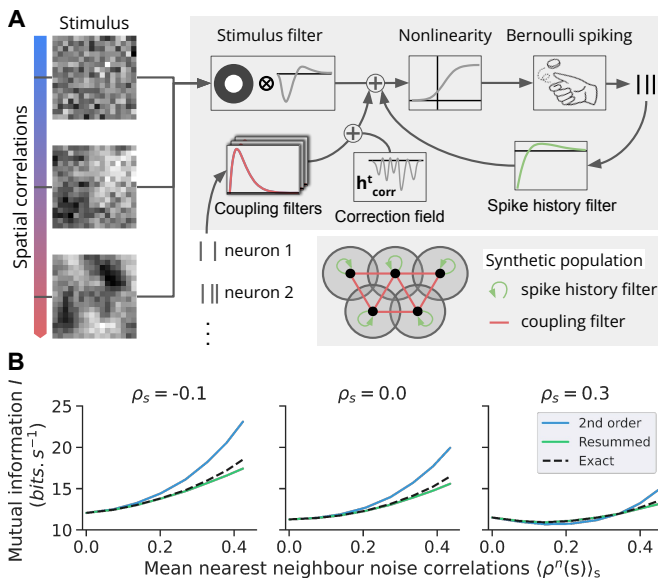 A
Stimulus
Spatial correlations
Stimulus filter
Nonlinearity
Bernoulli spiking
Coupling filters
h^t_corr
Correction field
Spike history filter
neuron 1
neuron 2
Synthetic population
spike history filter
coupling filter
B
ρ_s = -0.1
ρ_s = 0.0
ρ_s = 0.3
Mutual information I
(bits.s⁻¹)
25
20
15
10
2nd order
Resummed
Exact
0.0 0.2 0.4
0.0 0.2 0.4
0.0 0.2 0.4
Mean nearest neighbour noise correlations ⟨ρⁿ(s)⟩_s